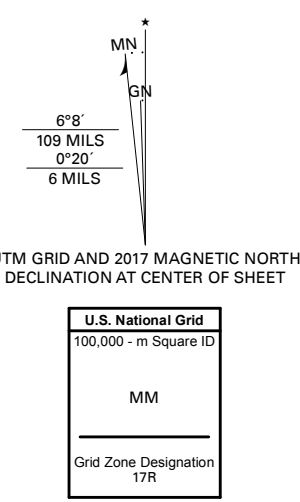 ★
MN
GN
6°8´
109 MILS
0°20´
6 MILS
UTM GRID AND 2017 MAGNETIC NORTH
DECLINATION AT CENTER OF SHEET
U.S. National Grid
100,000 - m Square ID
MM
Grid Zone Designation
17R